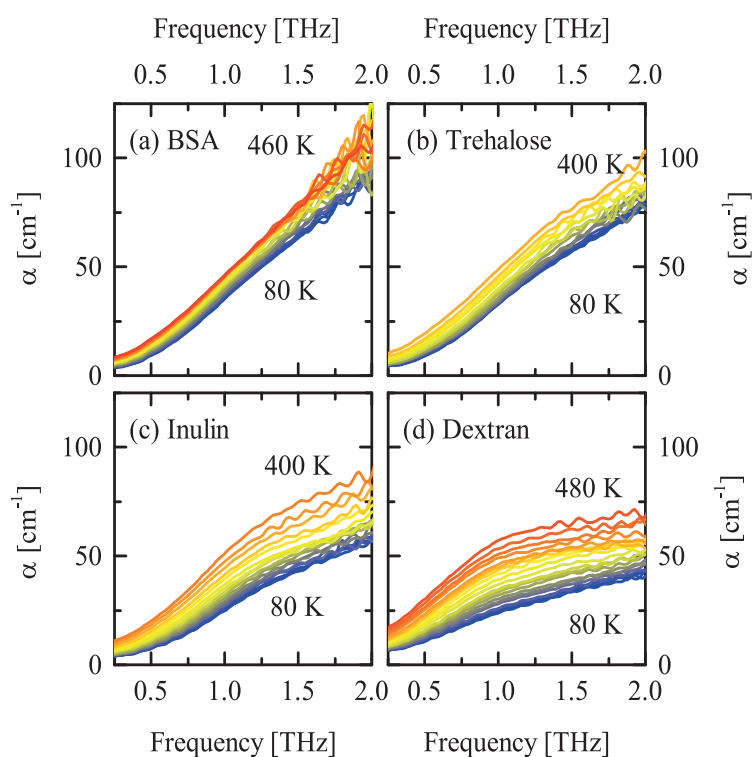 Frequency [THz] Frequency [THz]
0.5 1.0 1.5 2.0 0.5 1.0 1.5 2.0
(a) BSA 460 K (b) Trehalose 400 K
100 100
α [cm⁻¹] α [cm⁻¹]
50 50
80 K 80 K
0 0
(c) Inulin (d) Dextran
100 100
400 K 480 K
α [cm⁻¹] α [cm⁻¹]
50 50
80 K 80 K
0 0
0.5 1.0 1.5 2.0 0.5 1.0 1.5 2.0
Frequency [THz] Frequency [THz]